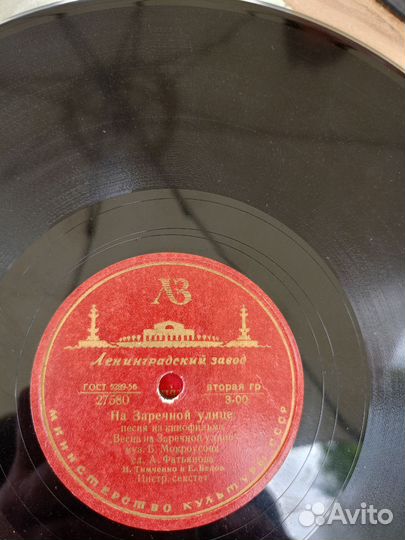 ЛЗ
Ленинградский завод
ГОСТ 5289-56 вторая гр.
27580 3-00
На Заречной улице
песня из кинофильма
"Весна на Заречной улице"
муз. Б. Мокроусова
сл. А. Фатьянова
Н. Тимченко и Е. Белов
Инстр. секстет
МИНИСТЕРСТВО КУЛЬТУРЫ СССР
Avito